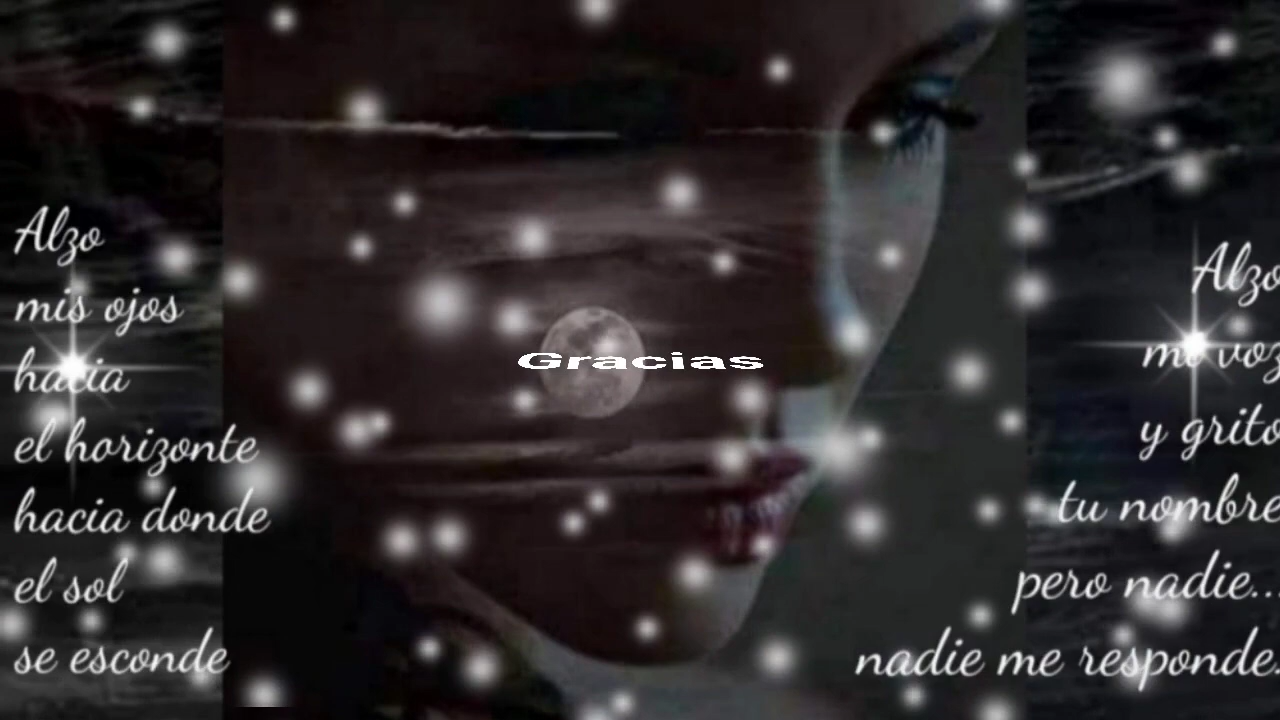 Alzo
mis ojos
hacia
el horizonte
hacia donde
el sol
se esconde
Gracias
Alzo
mi voz
y grito
tu nombre
pero nadie...
nadie me responde.